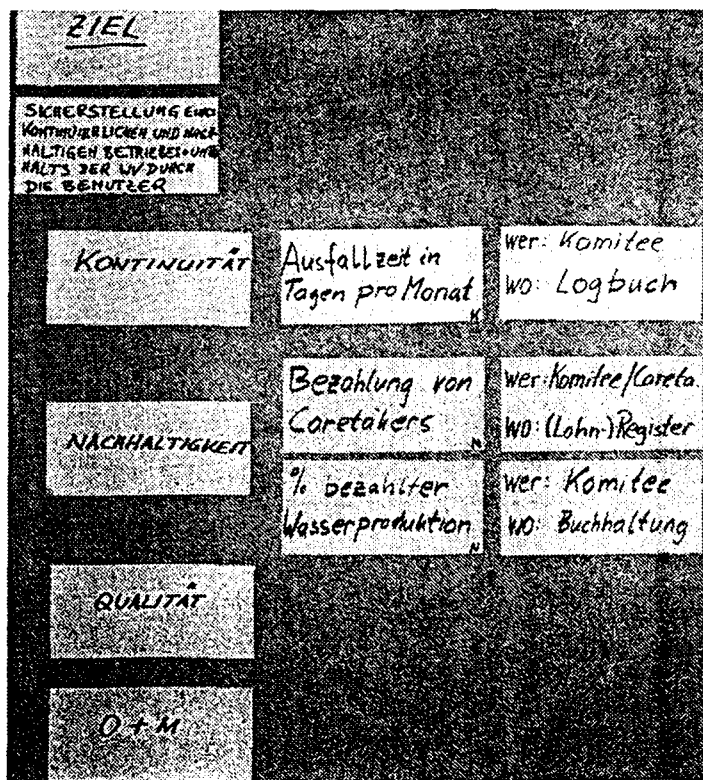 ZIEL
SICHERSTELLUNG EINES
KONTINUIERLICHEN UND NACH-
HALTIGEN BETRIEBES + UNTE
HALTS DER WV DURCH
DIE BENUTZER
KONTINUITÄT
Ausfallzeit in
Tagen pro Monat
K
wer: Komitee
wo: Logbuch
NACHHALTIGKEIT
Bezahlung von
Caretakers
N
wer: Komitee/Careta.
wo: (Lohn-)Register
% bezahlter
Wasserproduktion
N
wer: Komitee
wo: Buchhaltung
QUALITÄT
O + M